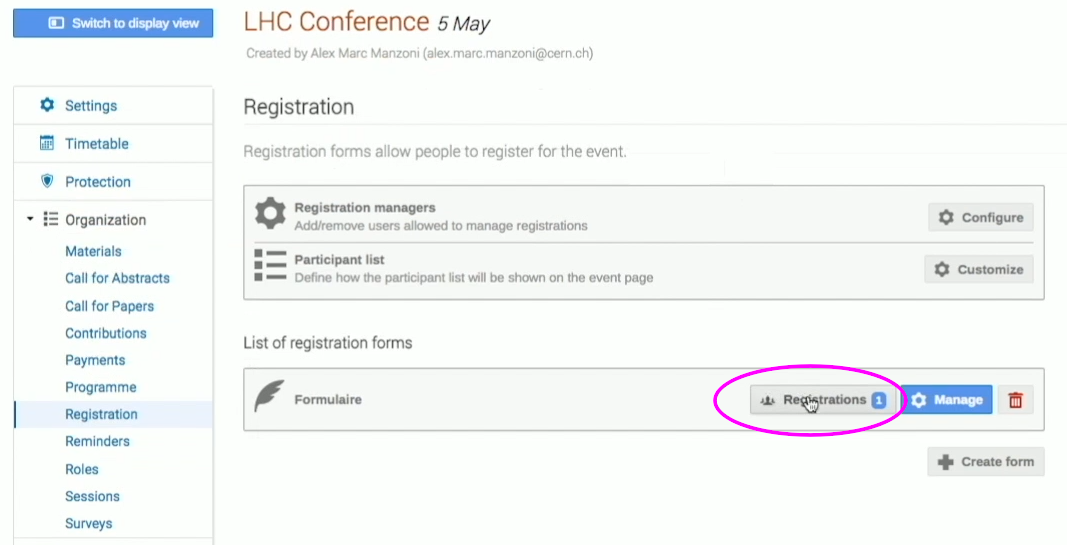 Switch to display view
LHC Conference 5 May
Created by Alex Marc Manzoni (alex.marc.manzoni@cern.ch)
Settings
Timetable
Protection
Organization
Materials
Call for Abstracts
Call for Papers
Contributions
Payments
Programme
Registration
Reminders
Roles
Sessions
Surveys
Registration
Registration forms allow people to register for the event.
Registration managers
Add/remove users allowed to manage registrations
Configure
Participant list
Define how the participant list will be shown on the event page
Customize
List of registration forms
Formulaire
Registrations 1
Manage
Create form